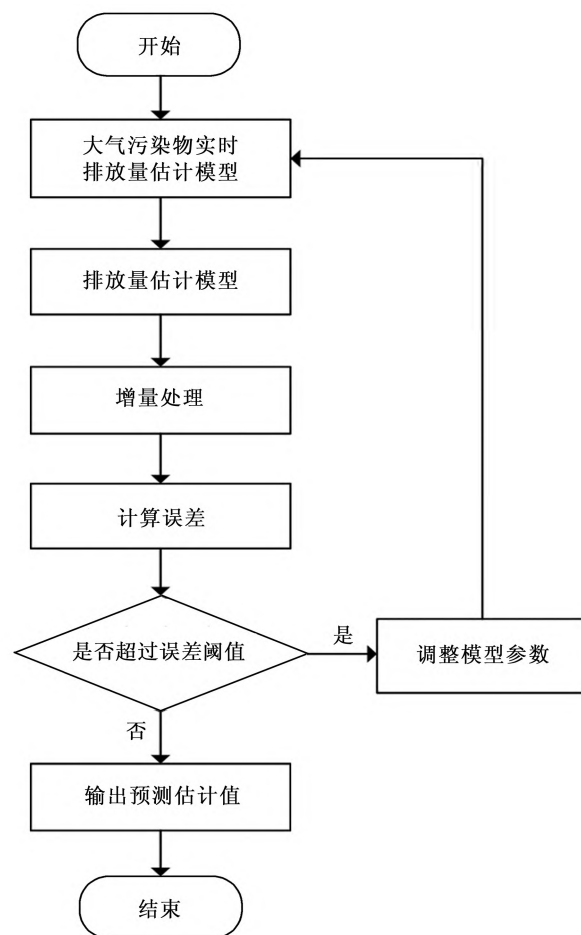 开始
大气污染物实时
排放量估计模型
排放量估计模型
增量处理
计算误差
是否超过误差阈值
是
调整模型参数
否
输出预测估计值
结束